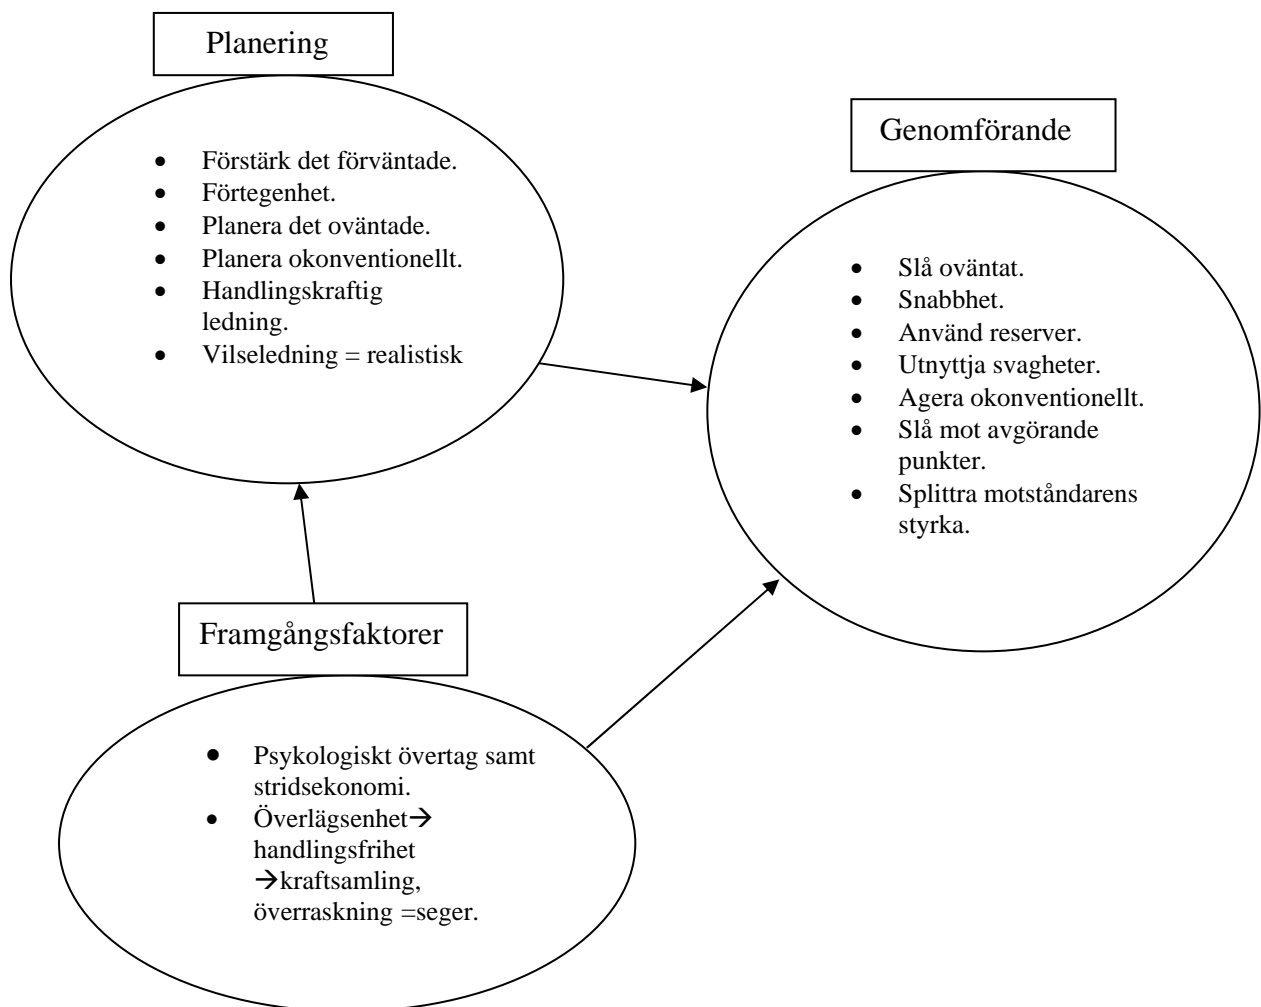 Planering
• Förstärk det förväntade.
• Förtegenhet.
• Planera det oväntade.
• Planera okonventionellt.
• Handlingskraftig
ledning.
• Vilseledning = realistisk
Genomförande
• Slå oväntat.
• Snabbhet.
• Använd reserver.
• Utnyttja svagheter.
• Agera okonventionellt.
• Slå mot avgörande
punkter.
• Splittra motståndarens
styrka.
Framgångsfaktorer
• Psykologiskt övertag samt
stridsekonomi.
• Överlägsenhet→
handlingsfrihet
→kraftsamling,
överraskning =seger.